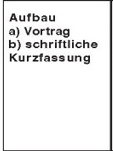 Aufbau
a) Vortrag
b) schriftliche
Kurzfassung